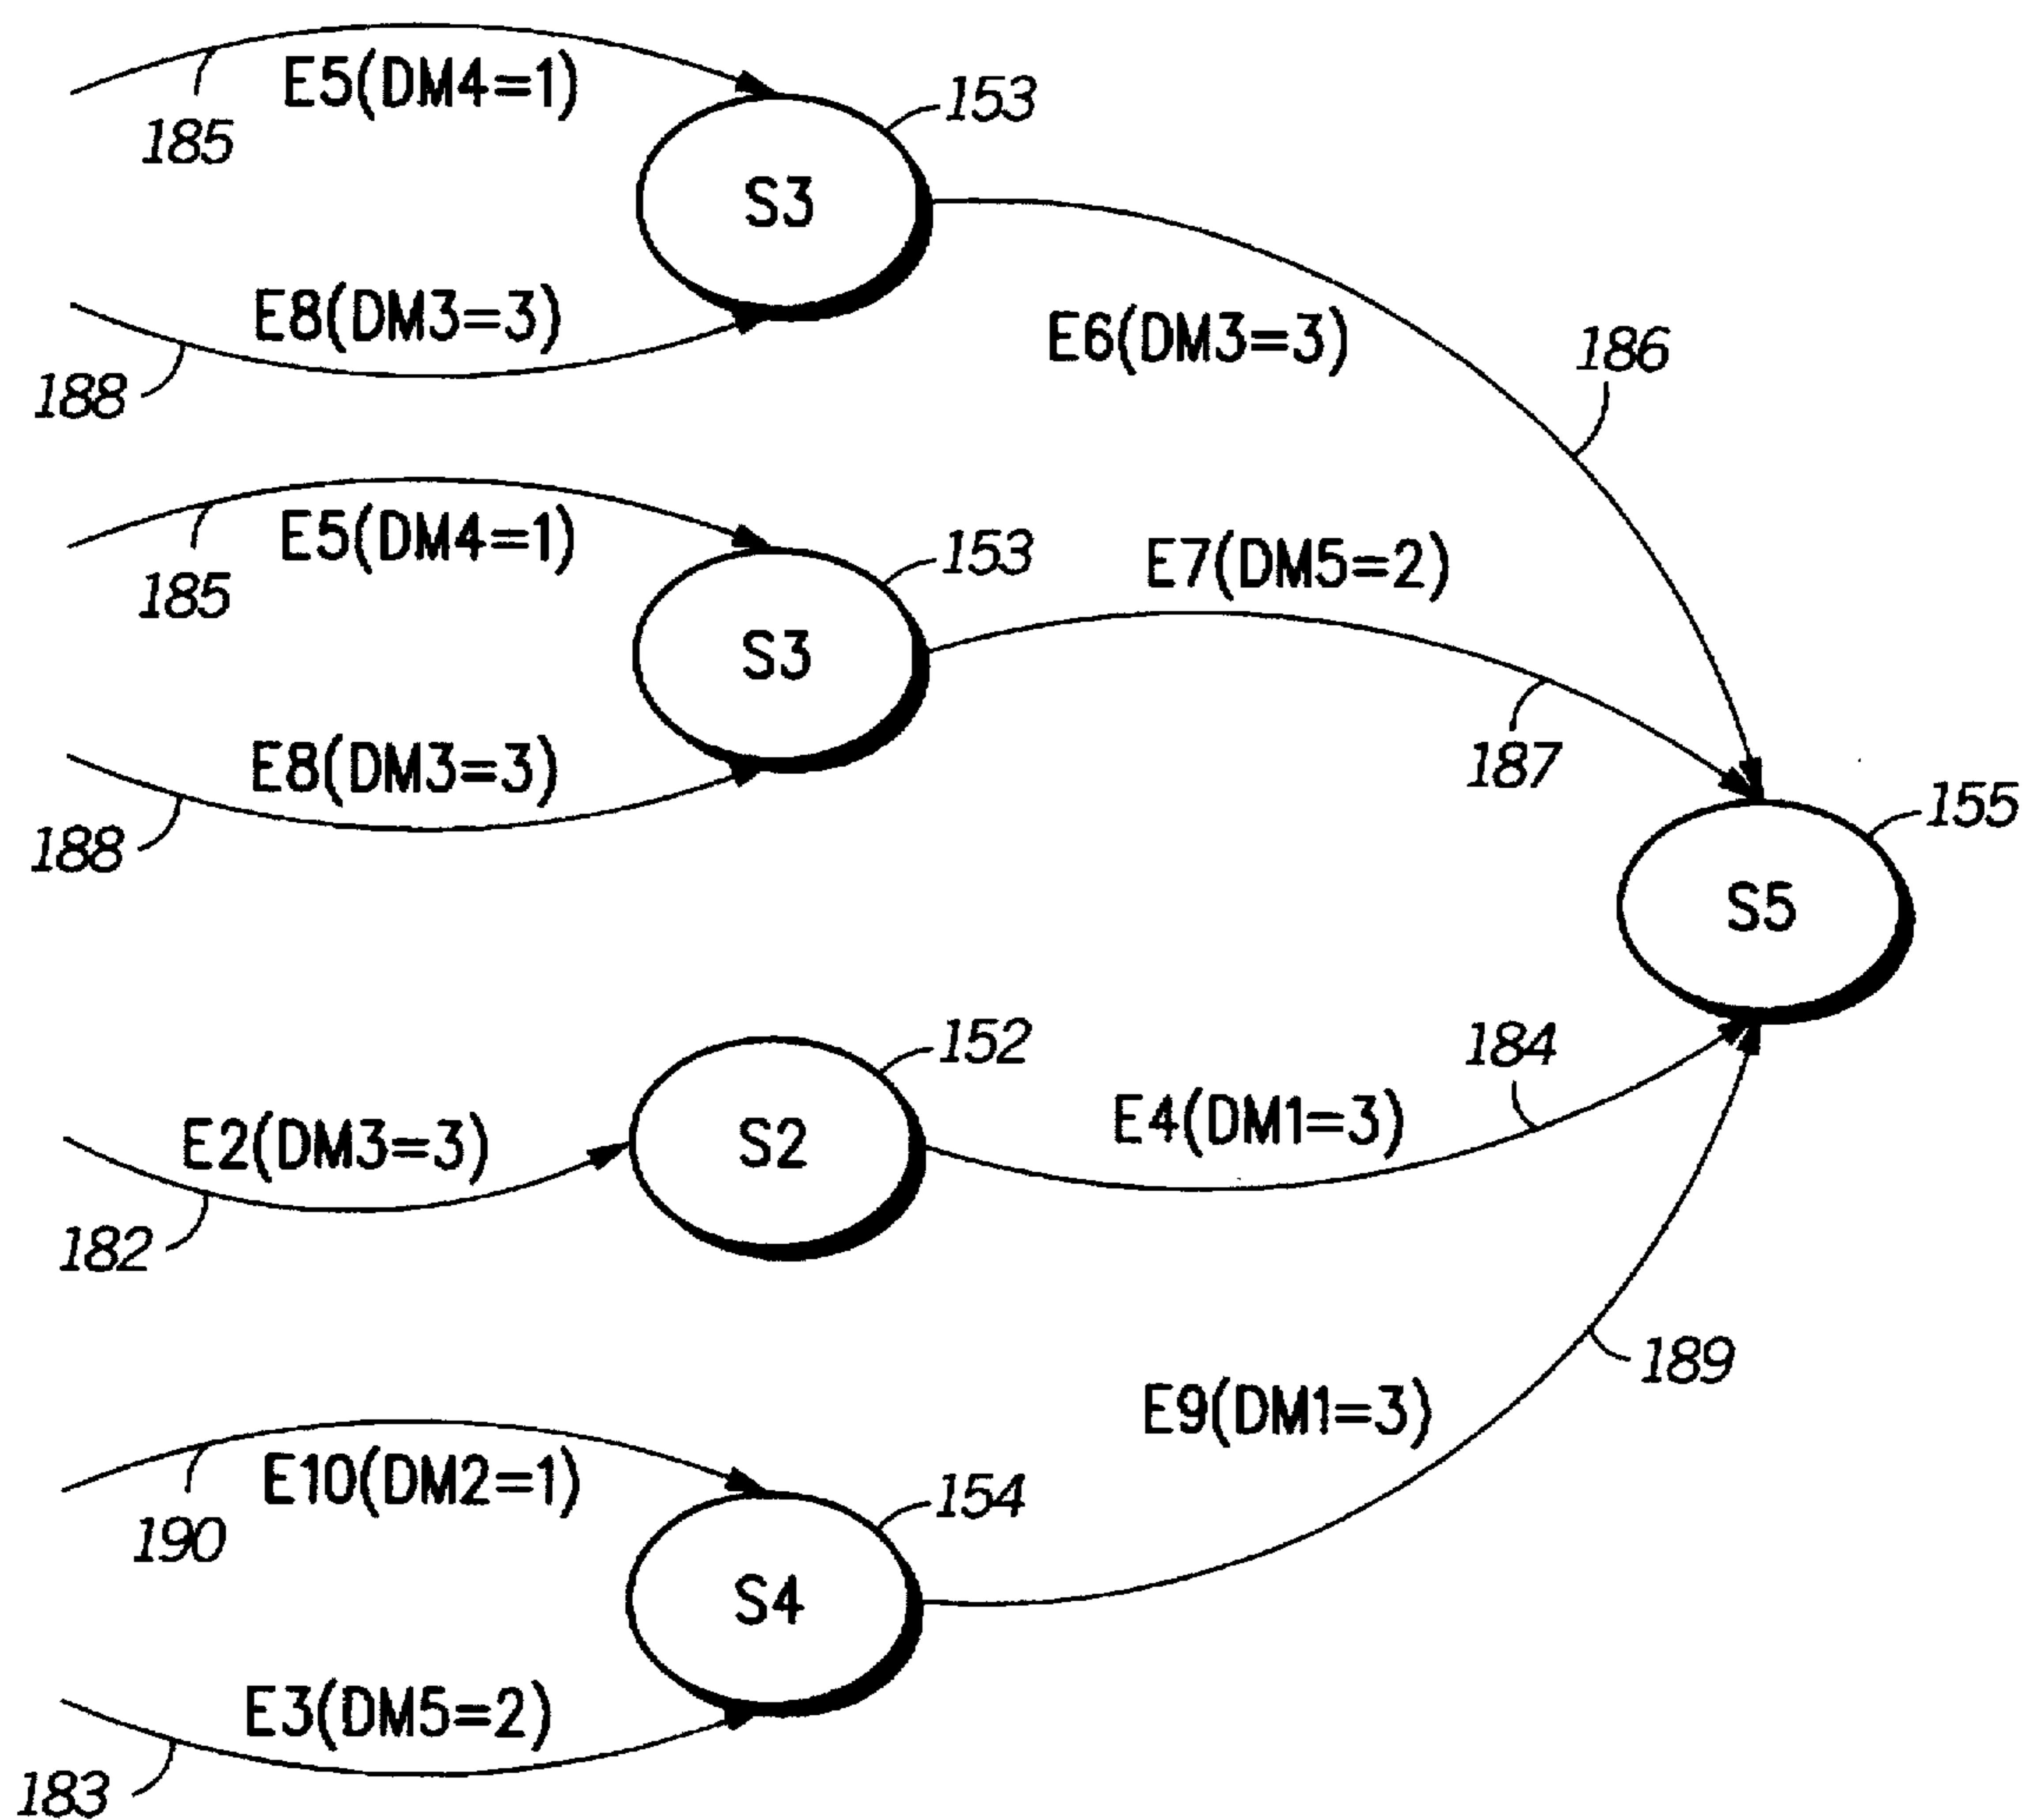 E5(DM4=1)
185
153
S3
E8(DM3=3)
188
E6(DM3=3)
186
E5(DM4=1)
185
153
S3
E7(DM5=2)
187
E8(DM3=3)
188
155
S5
152
S2
184
E4(DM1=3)
E2(DM3=3)
182
189
E9(DM1=3)
E10(DM2=1)
190
154
S4
E3(DM5=2)
183